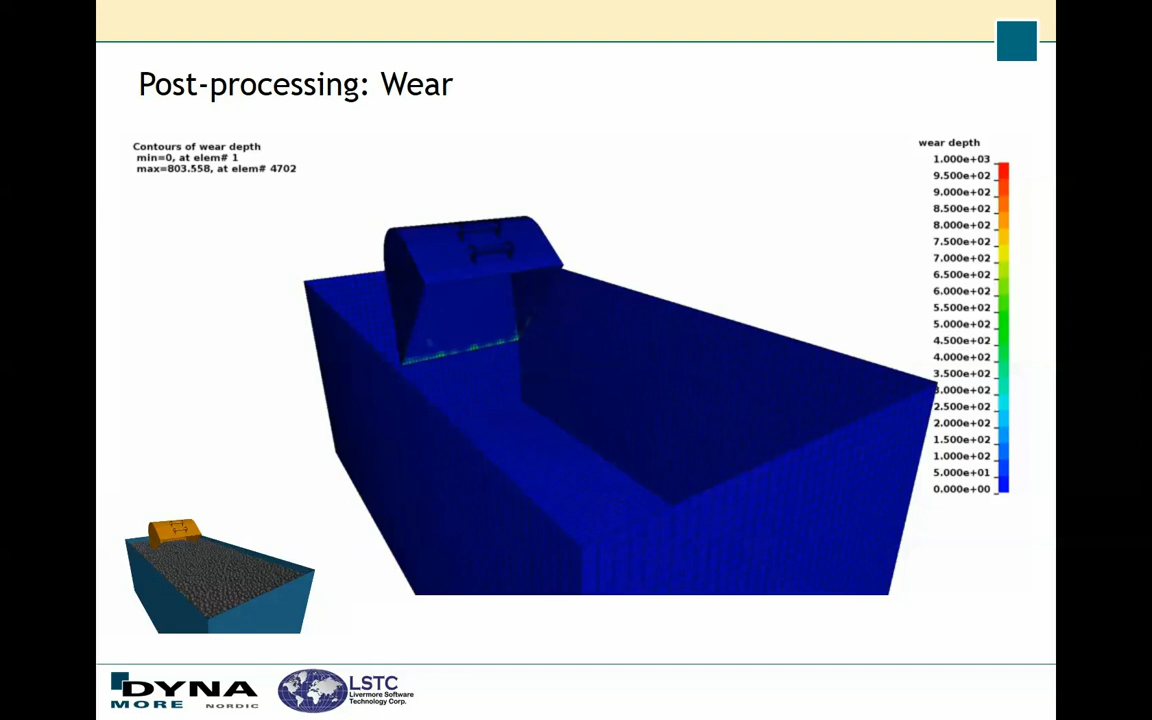 Post-processing: Wear
Contours of wear depth
min=0, at elem# 1
max=803.558, at elem# 4702
wear depth
1.000e+03
9.500e+02
9.000e+02
8.500e+02
8.000e+02
7.500e+02
7.000e+02
6.500e+02
6.000e+02
5.500e+02
5.000e+02
4.500e+02
4.000e+02
3.500e+02
3.000e+02
2.500e+02
2.000e+02
1.500e+02
1.000e+02
5.000e+01
0.000e+00
DYNA
MORE NORDIC
LSTC
Livermore Software
Technology Corp.